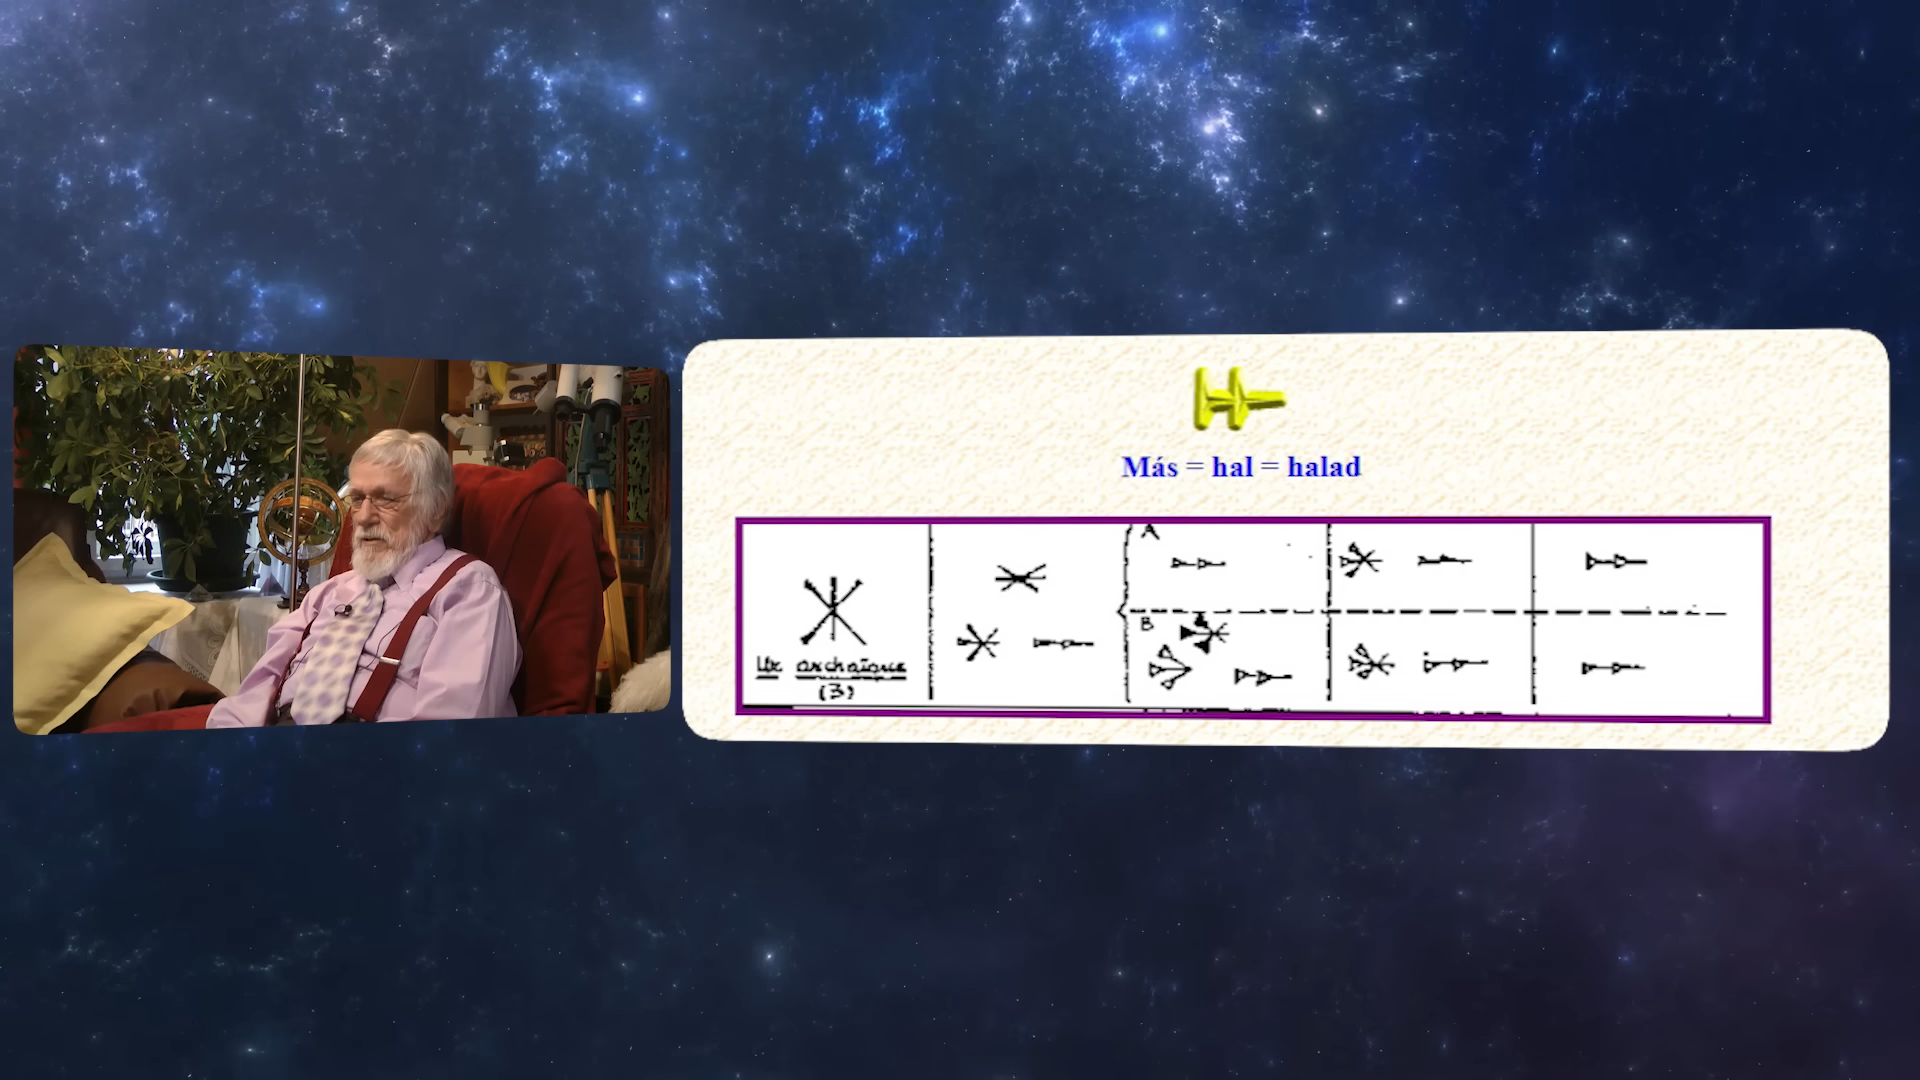 Más = hal = halad
A
B
Ur archaïque
(3)